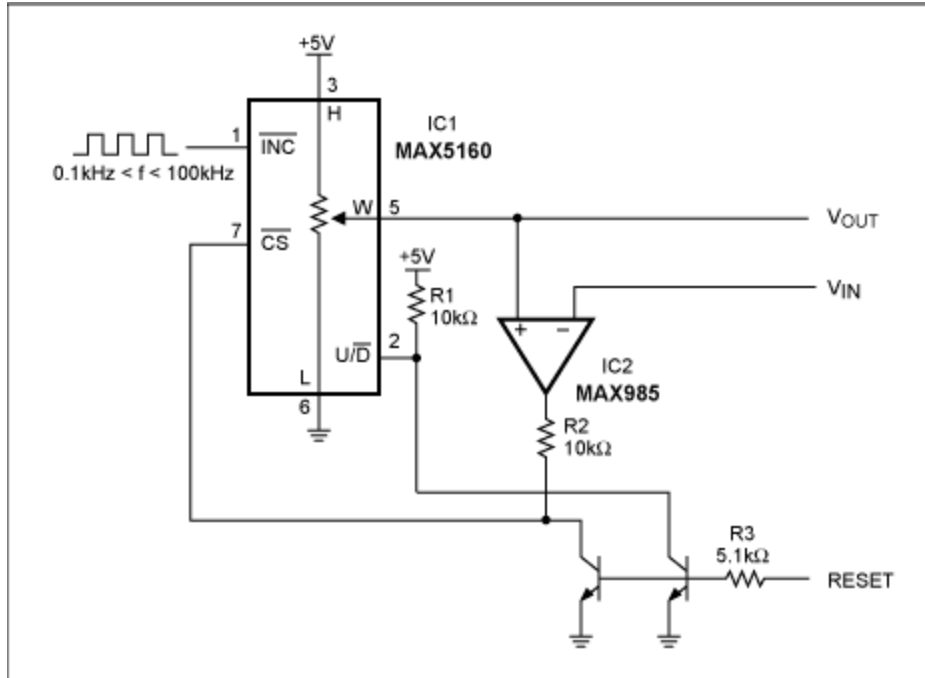 +5V
3
H
IC1
MAX5160
1
INC
0.1kHz < f < 100kHz
W
5
VOUT
7
CS
+5V
R1
10kΩ
VIN
+
−
2
U/D
IC2
MAX985
L
6
R2
10kΩ
R3
5.1kΩ
RESET